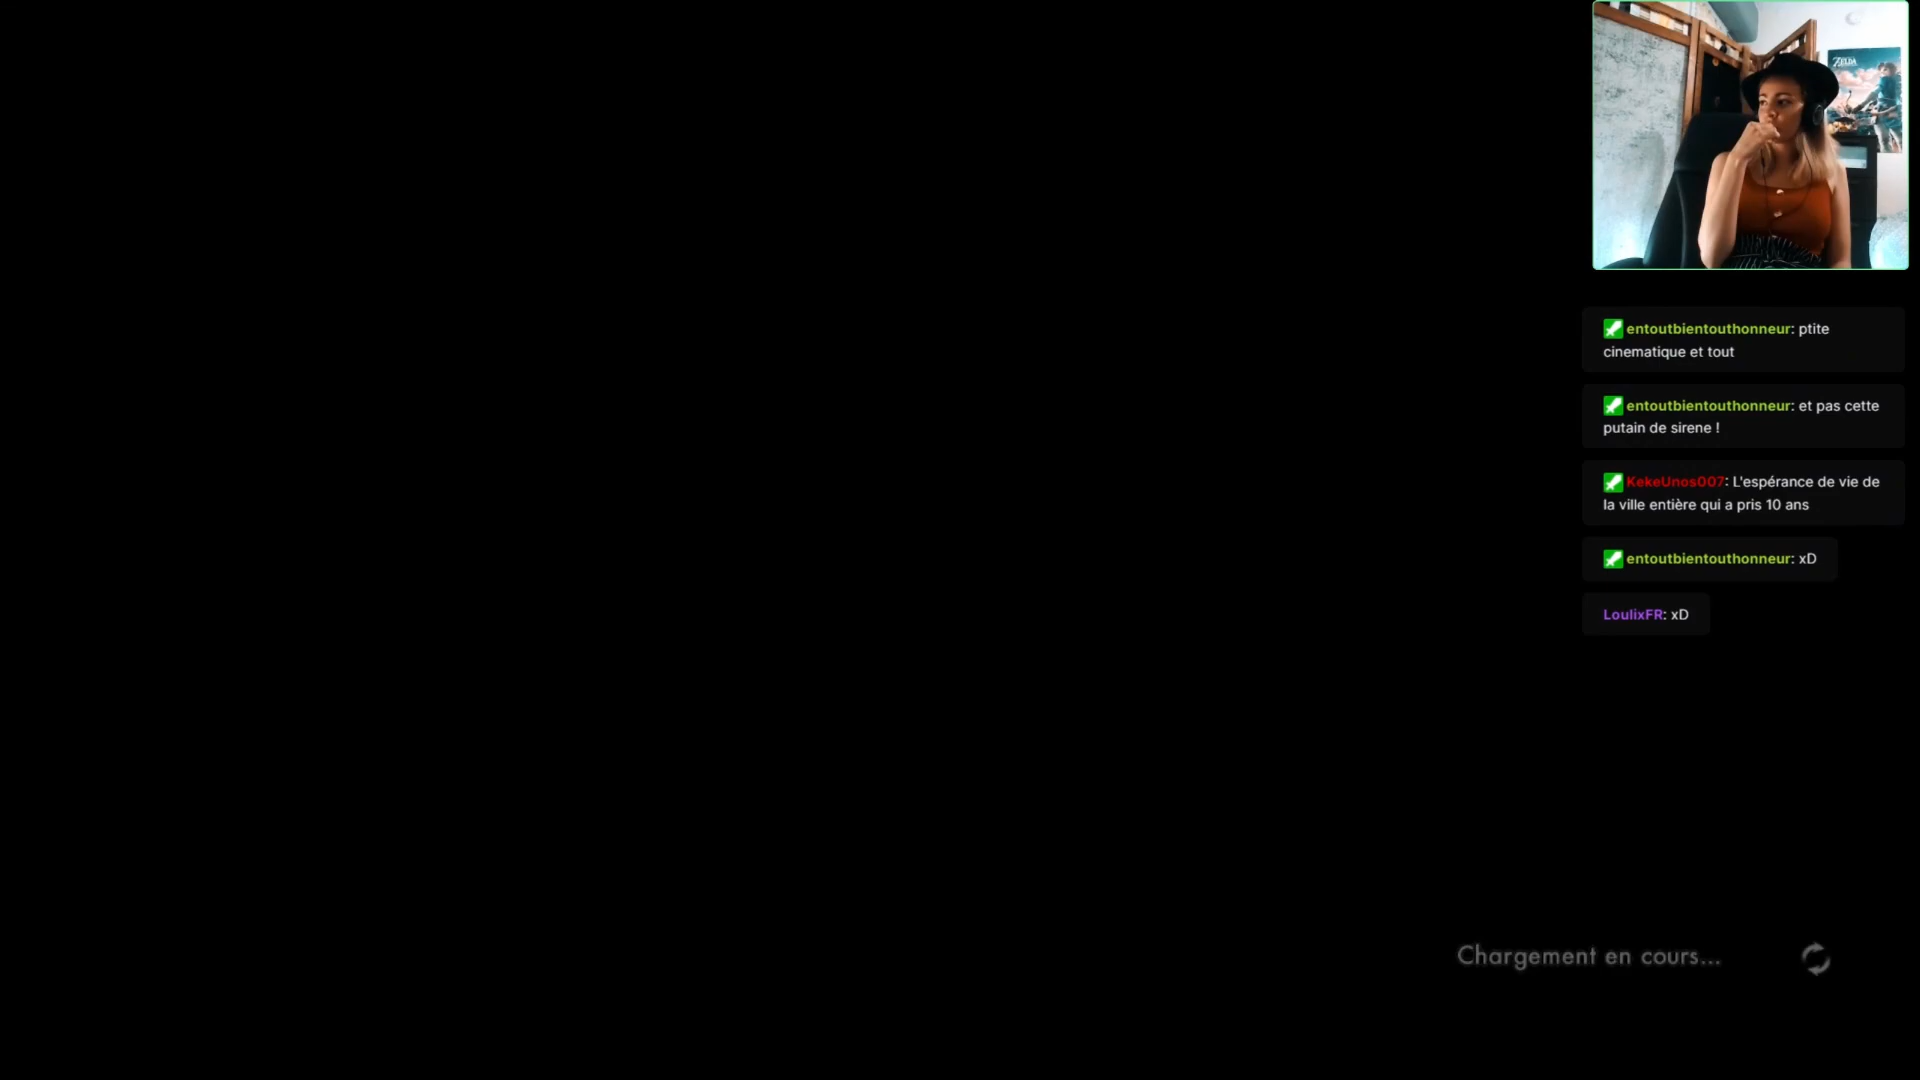 ZELDA
entoutbientouthonneur: ptite
cinematique et tout
entoutbientouthonneur: et pas cette
putain de sirene !
KekeUnos007: L'espérance de vie de
la ville entière qui a pris 10 ans
entoutbientouthonneur: xD
LoulixFR: xD
Chargement en cours...